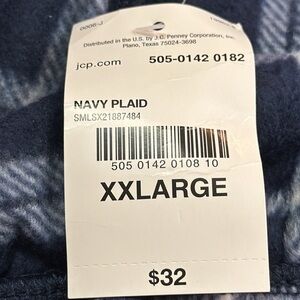 0006-J
Distributed in the U.S. by J.C. Penney Corporation, Inc.
Plano, Texas 75024-3698
jcp.com 505-0142 0182
NAVY PLAID
SMLSX21887484
505 0142 0108 10
XXLARGE
$32